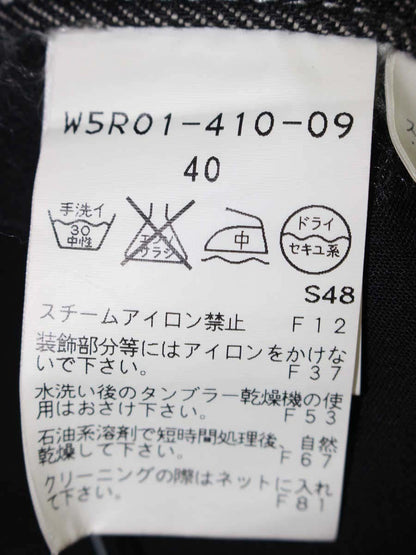 W5R01-410-09
40
手洗イ
30
中性
エンソ
サラシ
中
ドライ
セキユ系
S48
スチームアイロン禁止 F12
装飾部分等にはアイロンをかけな
いで下さい。 F37
水洗い後のタンブラー乾燥機の使
用はおさけ下さい。 F53
石油系溶剤で短時間処理後、自然
乾燥して下さい。 F67
クリーニングの際はネットに入れ
て下さい。 F81